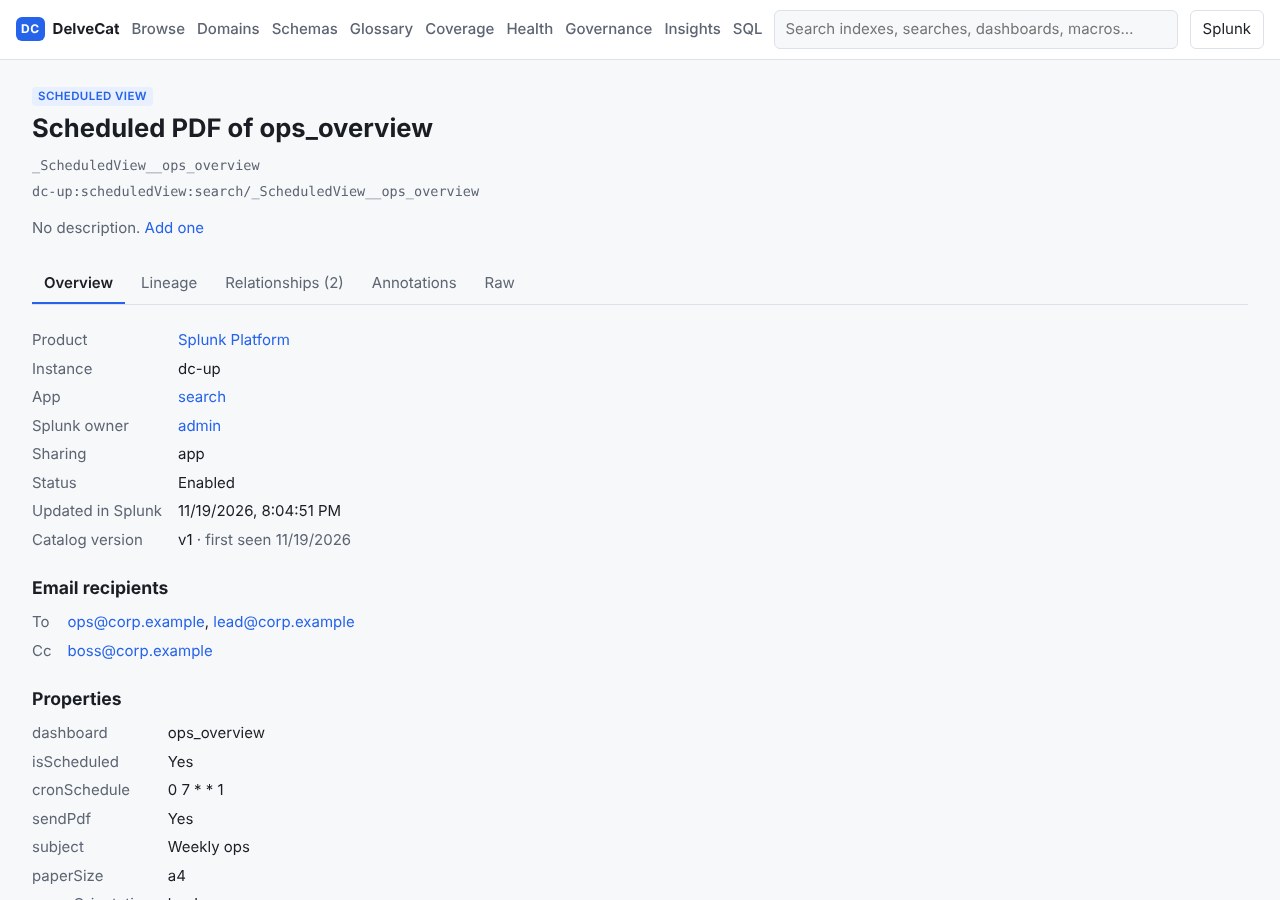 DC DelveCat Browse Domains Schemas Glossary Coverage Health Governance Insights SQL Search indexes, searches, dashboards, macros... Splunk
SCHEDULED VIEW
Scheduled PDF of ops_overview
_ScheduledView__ops_overview
dc-up:scheduledView:search/_ScheduledView__ops_overview
No description. Add one
Overview Lineage Relationships (2) Annotations Raw
Product Splunk Platform
Instance dc-up
App search
Splunk owner admin
Sharing app
Status Enabled
Updated in Splunk 11/19/2026, 8:04:51 PM
Catalog version v1 · first seen 11/19/2026
Email recipients
To ops@corp.example, lead@corp.example
Cc boss@corp.example
Properties
dashboard ops_overview
isScheduled Yes
cronSchedule 0 7 * * 1
sendPdf Yes
subject Weekly ops
paperSize a4